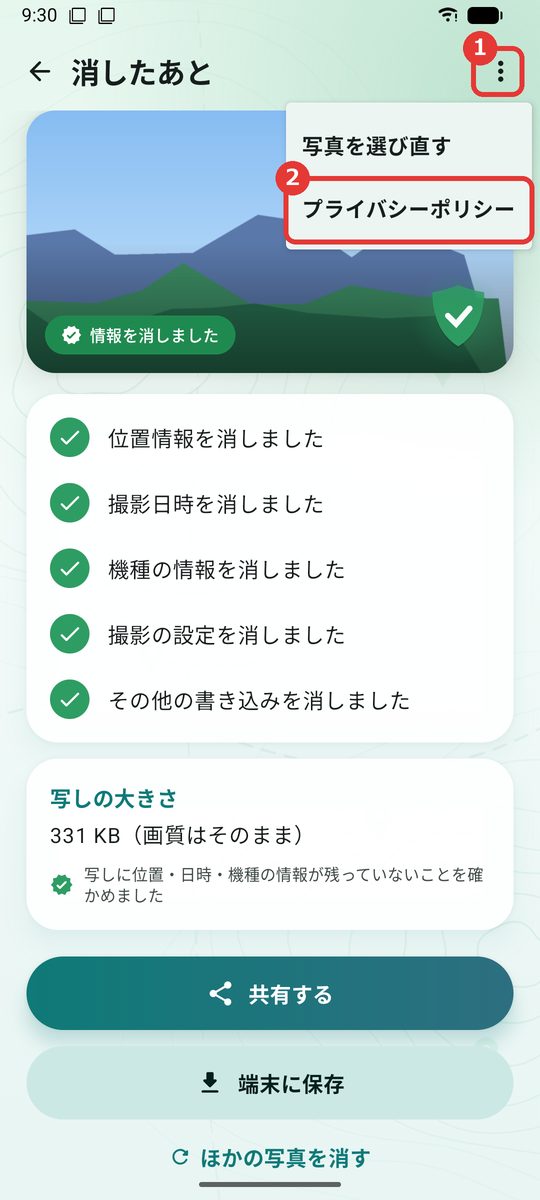 9:30
消したあと
1
写真を選び直す
2
プライバシーポリシー
情報を消しました
位置情報を消しました
撮影日時を消しました
機種の情報を消しました
撮影の設定を消しました
その他の書き込みを消しました
写しの大きさ
331 KB（画質はそのまま）
写しに位置・日時・機種の情報が残っていないことを確
かめました
共有する
端末に保存
ほかの写真を消す